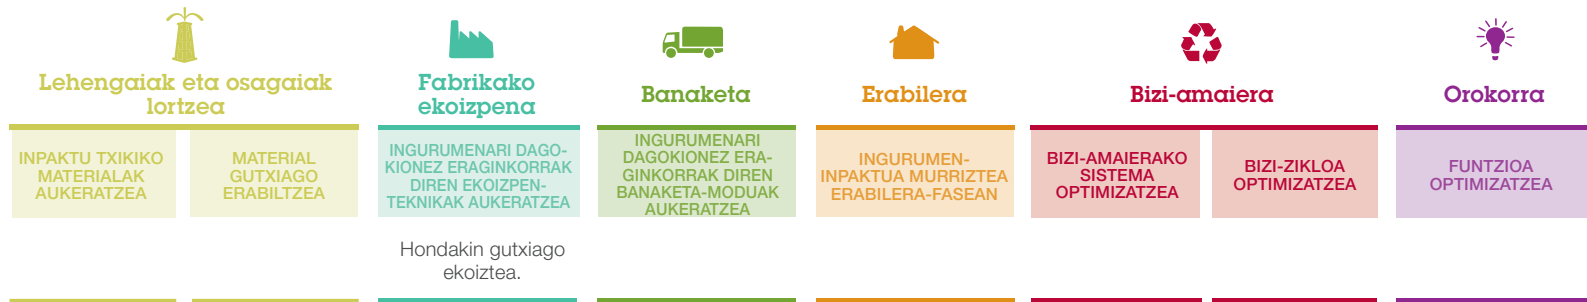 Lehengaiak eta osagaiak
lortzea
Fabrikako
ekoizpena
Banaketa
Erabilera
Bizi-amaiera
Orokorra
INPAKTU TXIKIKO
MATERIALAK
AUKERATZEA
MATERIAL
GUTXIAGO
ERABILTZEA
INGURUMENARI DAGO-
KIONEZ ERAGINKORRAK
DIREN EKOIZPEN-
TEKNIKAK AUKERATZEA
INGURUMENARI
DAGOKIONEZ ERA-
GINKORRAK DIREN
BANAKETA-MODUAK
AUKERATZEA
INGURUMEN-
INPAKTUA MURRIZTEA
ERABILERA-FASEAN
BIZI-AMAIERAKO
SISTEMA
OPTIMIZATZEA
BIZI-ZIKLOA
OPTIMIZATZEA
FUNTZIOA
OPTIMIZATZEA
Hondakin gutxiago
ekoiztea.